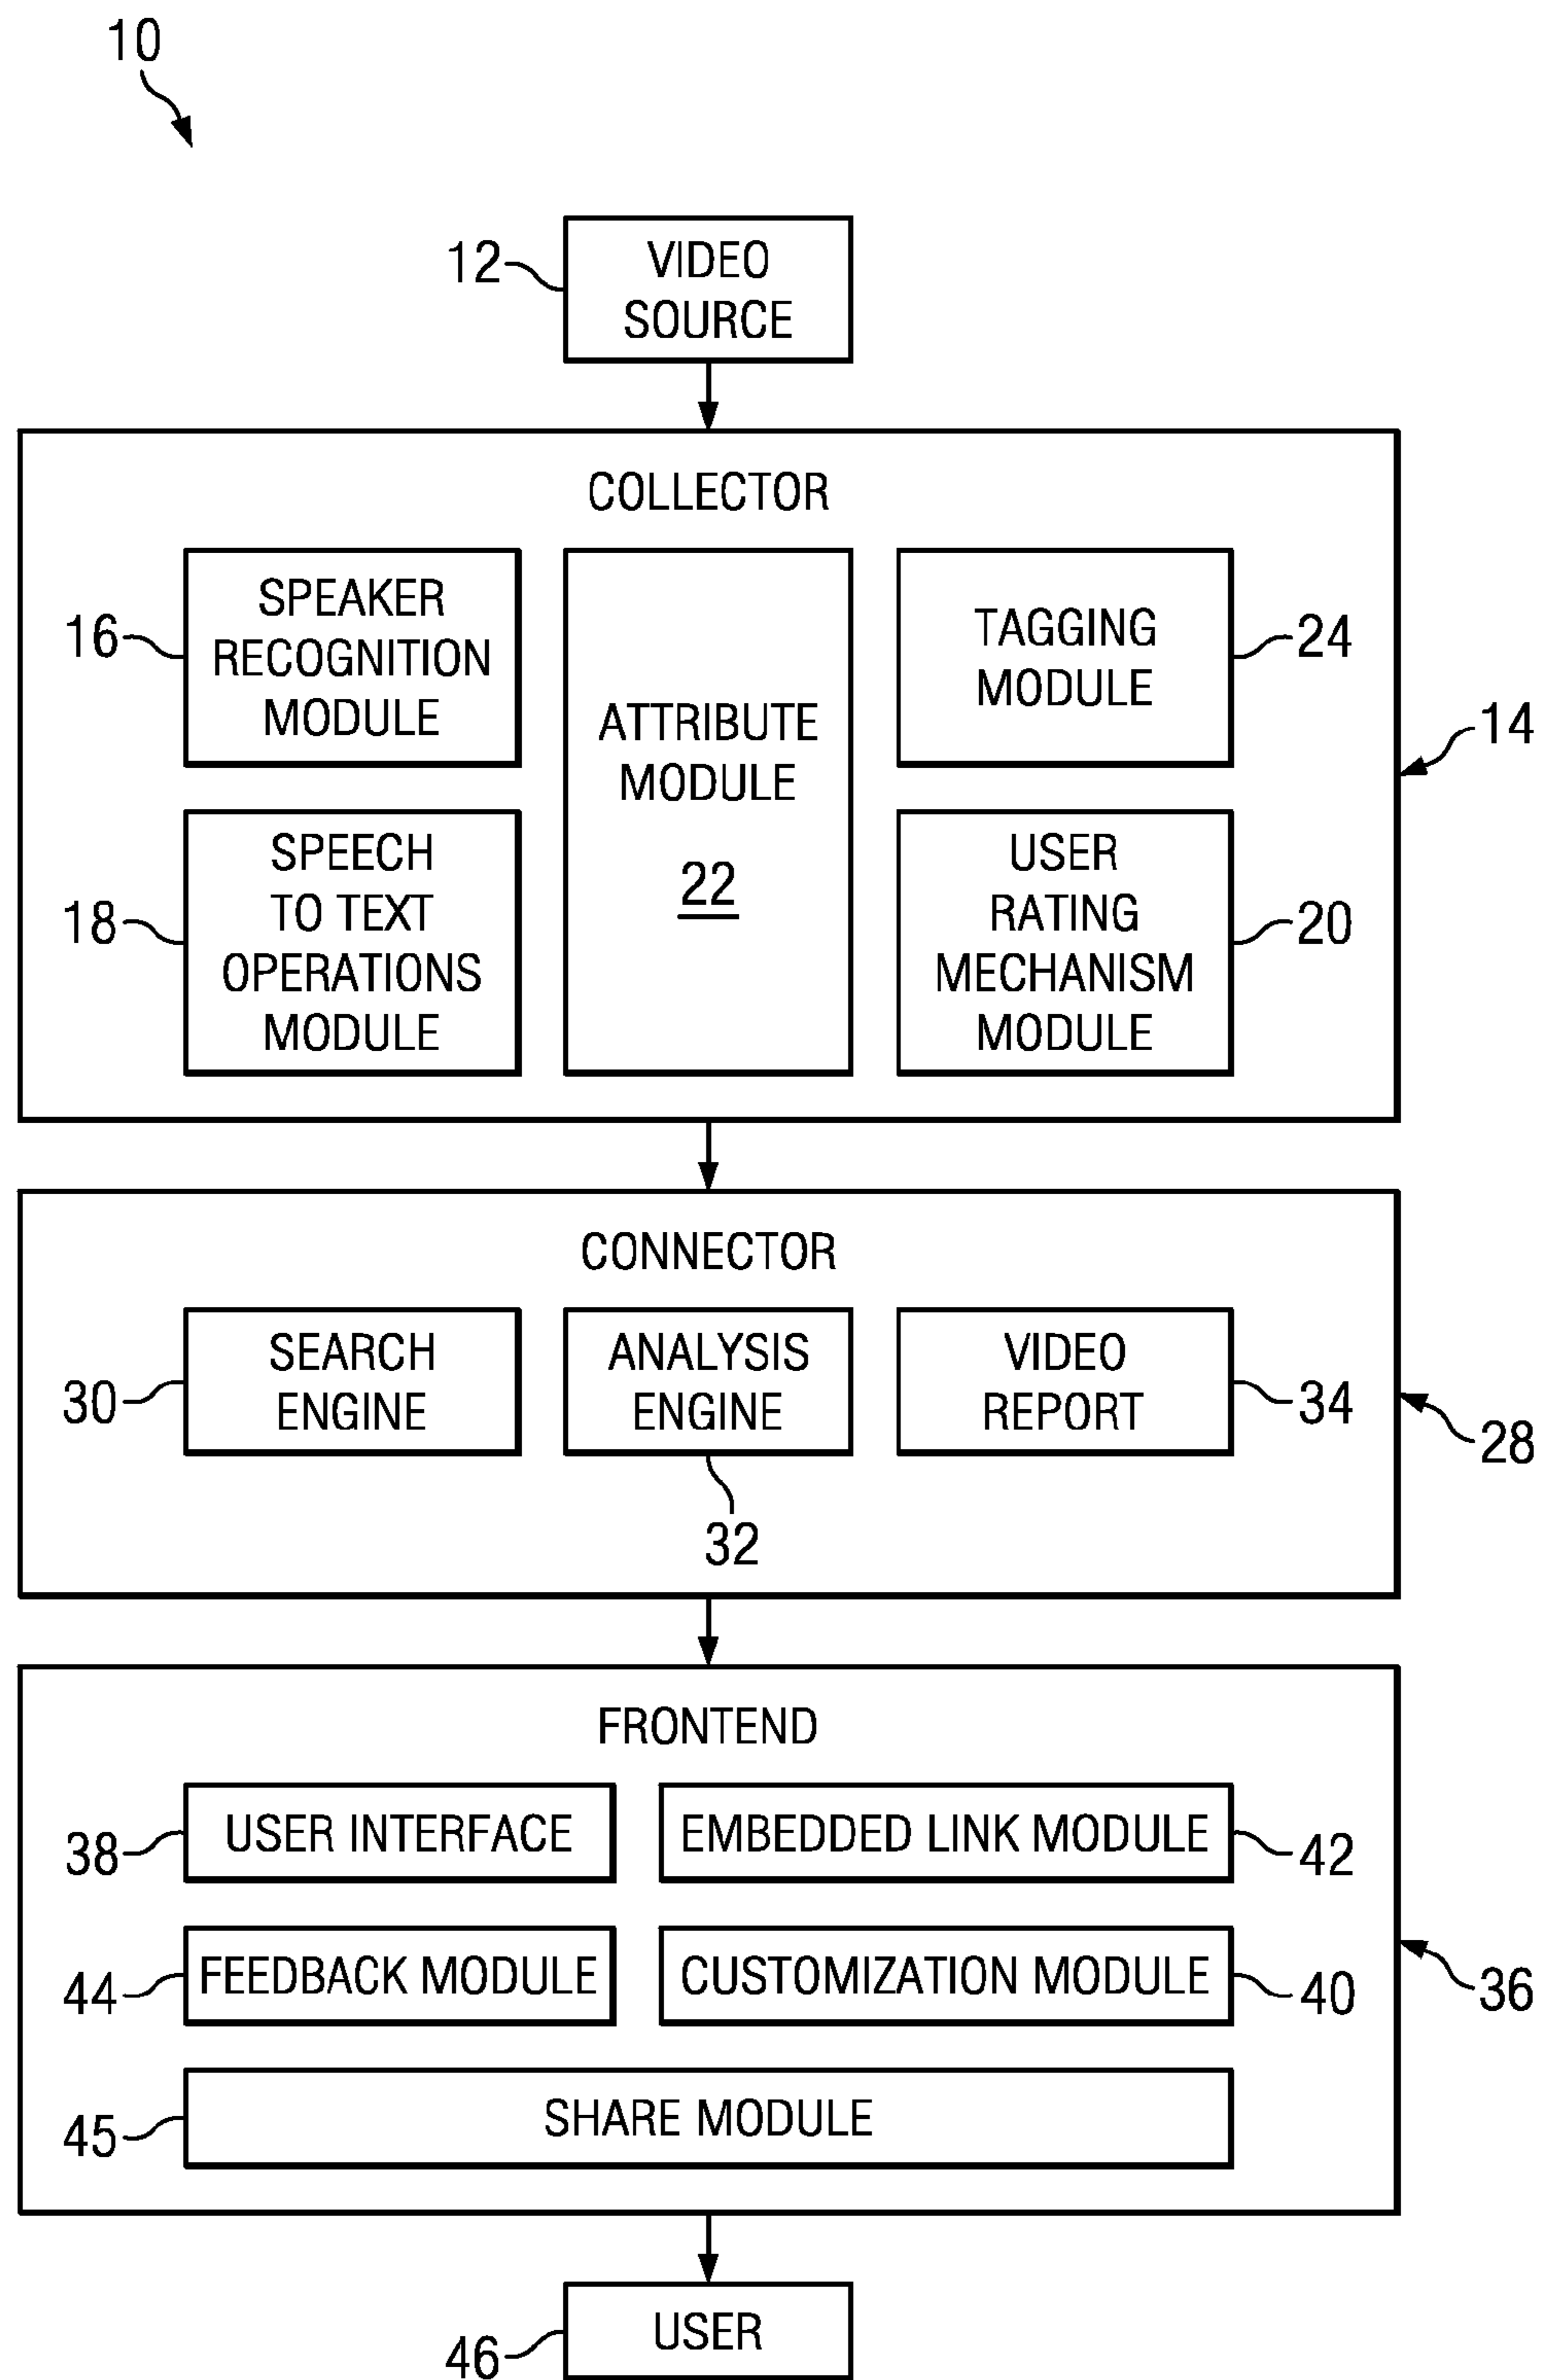 10
12
VIDEO
SOURCE
COLLECTOR
16
SPEAKER
RECOGNITION
MODULE
ATTRIBUTE
MODULE
22
TAGGING
MODULE
24
14
18
SPEECH
TO TEXT
OPERATIONS
MODULE
USER
RATING
MECHANISM
MODULE
20
CONNECTOR
30
SEARCH
ENGINE
ANALYSIS
ENGINE
32
VIDEO
REPORT
34
28
FRONTEND
38
USER INTERFACE
EMBEDDED LINK MODULE
42
44
FEEDBACK MODULE
CUSTOMIZATION MODULE
40
36
45
SHARE MODULE
46
USER